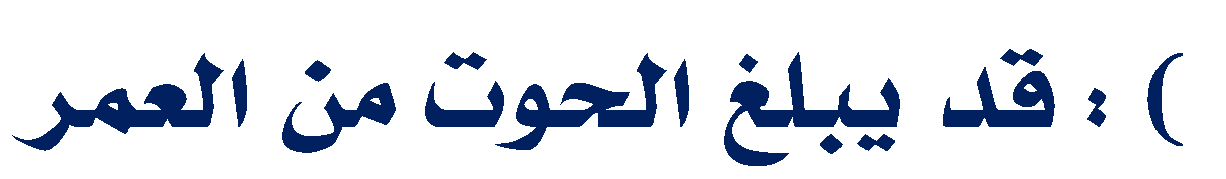 ) : قد يبلغ الحوت من العمر